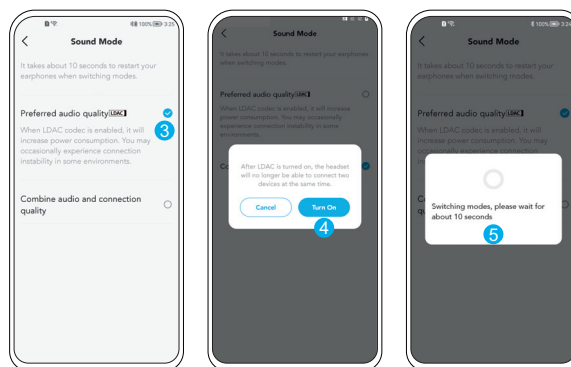 100% 3:25
Sound Mode
It takes about 10 seconds to restart your
earphones when switching modes.
Preferred audio quality LDAC
3
When LDAC codec is enabled, it will
increase power consumption. You may
occasionally experience connection
instability in some environments.
Combine audio and connection
quality
Sound Mode
It takes about 10 seconds to restart your earphones
when switching modes.
Preferred audio quality LDAC
When LDAC codec is enabled, it will increase
power consumption. You may occasionally
experience connection instability in some
environments.
Co
After LDAC is turned on, the headset
will no longer be able to connect two
devices at the same time.
Cancel
Turn On
4
100% 3:24
Sound Mode
It takes about 10 seconds to restart your
earphones when switching modes.
Preferred audio quality LDAC
When LDAC codec is enabled, it will
increase power consumption. You may
occasionally experience connection
in
Co
qu
Switching modes, please wait for
about 10 seconds
5